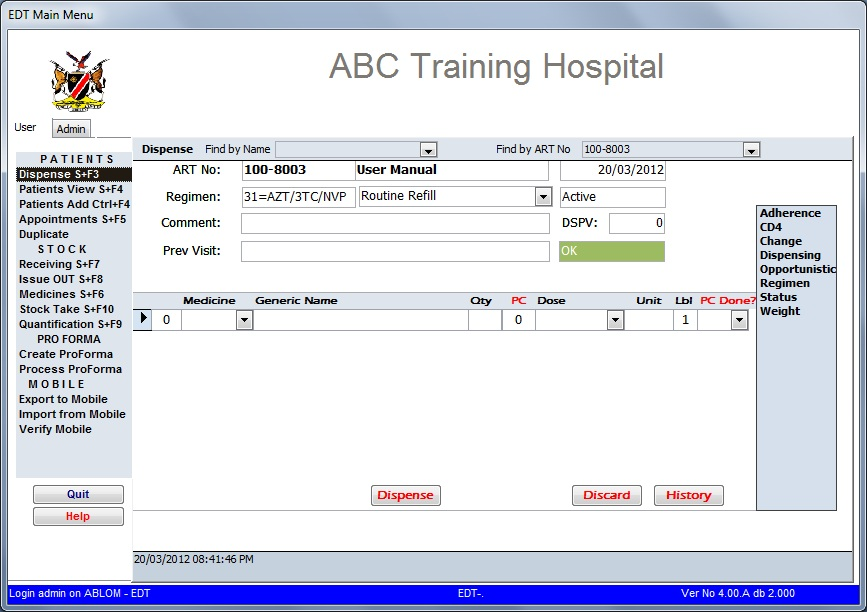 EDT Main Menu
ABC Training Hospital
User Admin
Dispense Find by Name Find by ART No 100-8003
PATIENTS
Dispense S+F3
Patients View S+F4
Patients Add Ctrl+F4
Appointments S+F5
Duplicate
STOCK
Receiving S+F7
Issue OUT S+F8
Medicines S+F6
Stock Take S+F10
Quantification S+F9
PRO FORMA
Create ProForma
Process ProForma
MOBILE
Export to Mobile
Import from Mobile
Verify Mobile
Quit
Help
ART No: 100-8003 User Manual 20/03/2012
Regimen: 31=AZT/3TC/NVP Routine Refill Active
Comment: DSPV: 0
Prev Visit: OK
Medicine Generic Name Qty PC Dose Unit Lbl PC Done?
0 0 1
Adherence
CD4
Change
Dispensing
Opportunistic
Regimen
Status
Weight
Dispense Discard History
20/03/2012 08:41:46 PM
Login admin on ABLOM - EDT EDT-. Ver No 4.00.A db 2.000